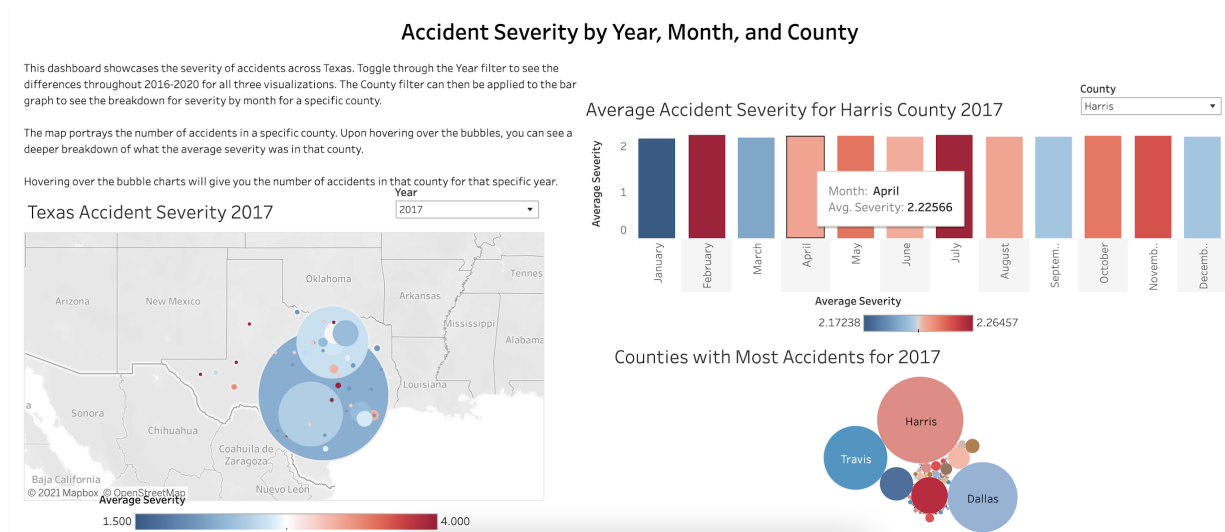 Accident Severity by Year, Month, and County
This dashboard showcases the severity of accidents across Texas. Toggle through the Year filter to see the
differences throughout 2016-2020 for all three visualizations. The County filter can then be applied to the bar
graph to see the breakdown for severity by month for a specific county.
The map portrays the number of accidents in a specific county. Upon hovering over the bubbles, you can see a
deeper breakdown of what the average severity was in that county.
Hovering over the bubble charts will give you the number of accidents in that county for that specific year.
Year
2017
Texas Accident Severity 2017
Oklahoma
Tennes
Arizona
New Mexico
Arkansas
Mississippi
Alabama
Louisiana
a
Sonora
Chihuahua
Coahuila de
Zaragoza
Baja California
Nuevo León
© 2021 Mapbox © OpenStreetMap
Average Severity
1.500
4.000
County
Harris
Average Accident Severity for Harris County 2017
Average Severity
2
1
0
Month: April
Avg. Severity: 2.22566
January
February
March
April
May
June
July
August
Septem..
October
Novemb..
Decemb..
Average Severity
2.17238
2.26457
Counties with Most Accidents for 2017
Harris
Travis
Dallas